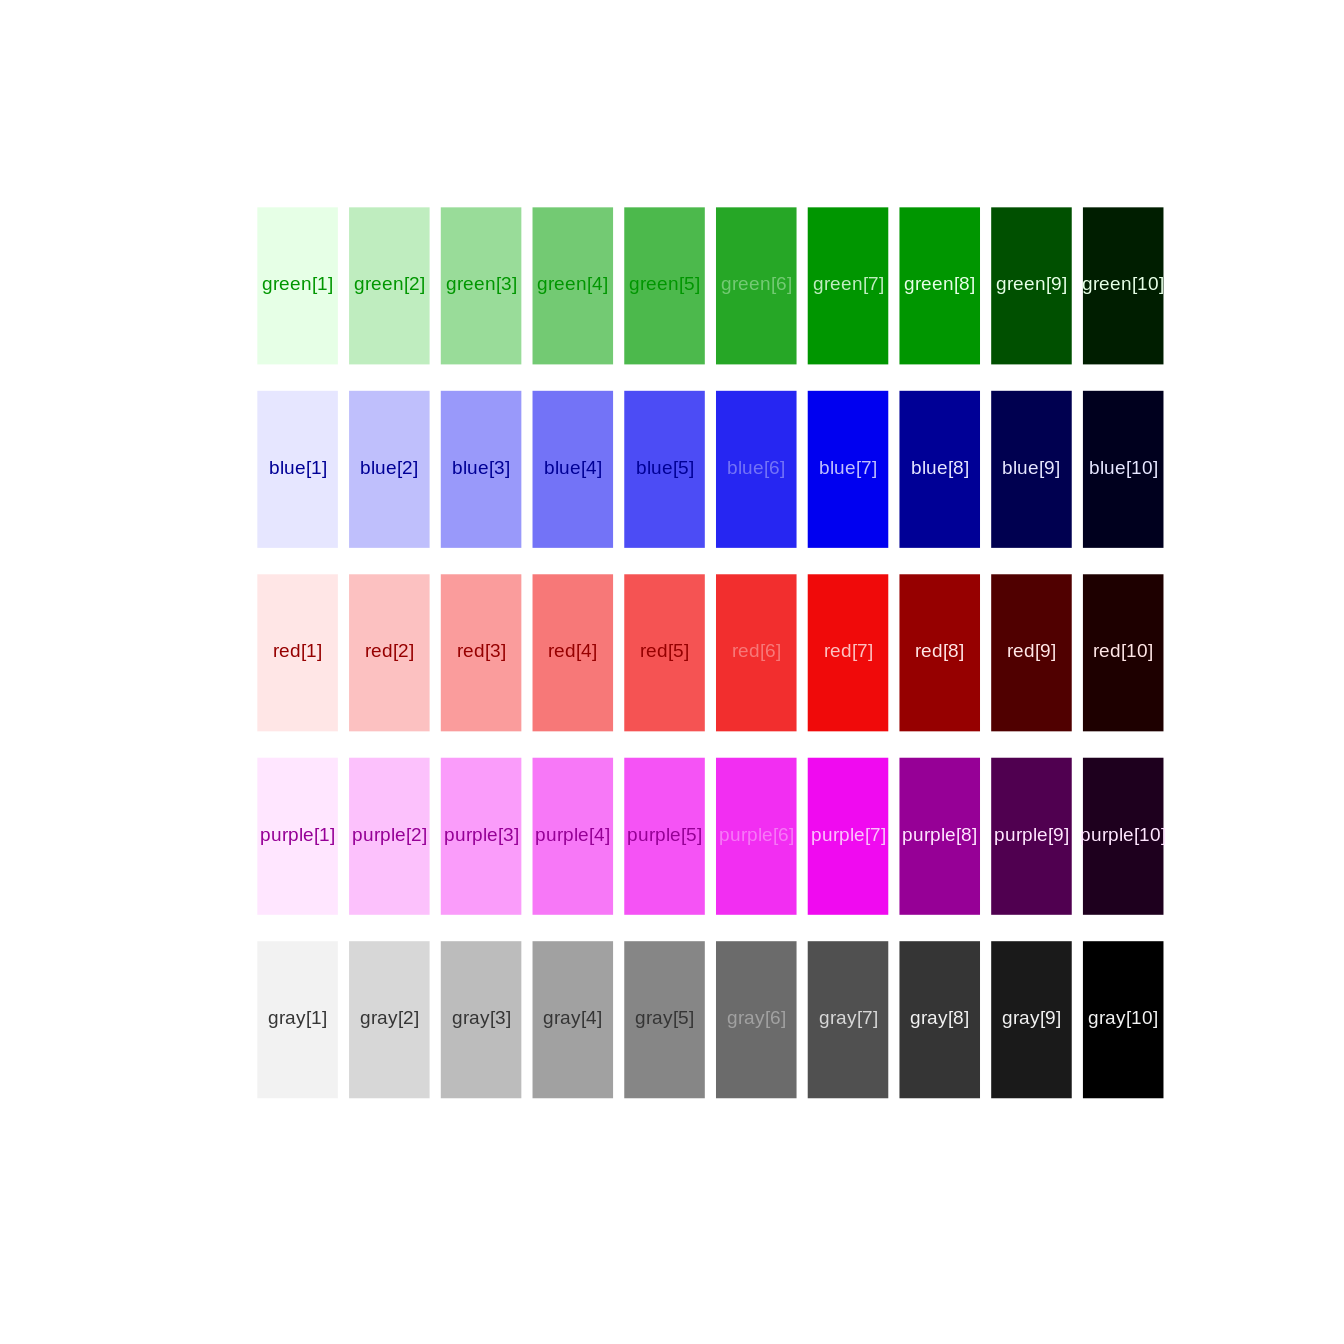 green[1] green[2] green[3] green[4] green[5] green[6] green[7] green[8] green[9] green[10]
blue[1] blue[2] blue[3] blue[4] blue[5] blue[6] blue[7] blue[8] blue[9] blue[10]
red[1] red[2] red[3] red[4] red[5] red[6] red[7] red[8] red[9] red[10]
purple[1] purple[2] purple[3] purple[4] purple[5] purple[6] purple[7] purple[8] purple[9] purple[10]
gray[1] gray[2] gray[3] gray[4] gray[5] gray[6] gray[7] gray[8] gray[9] gray[10]